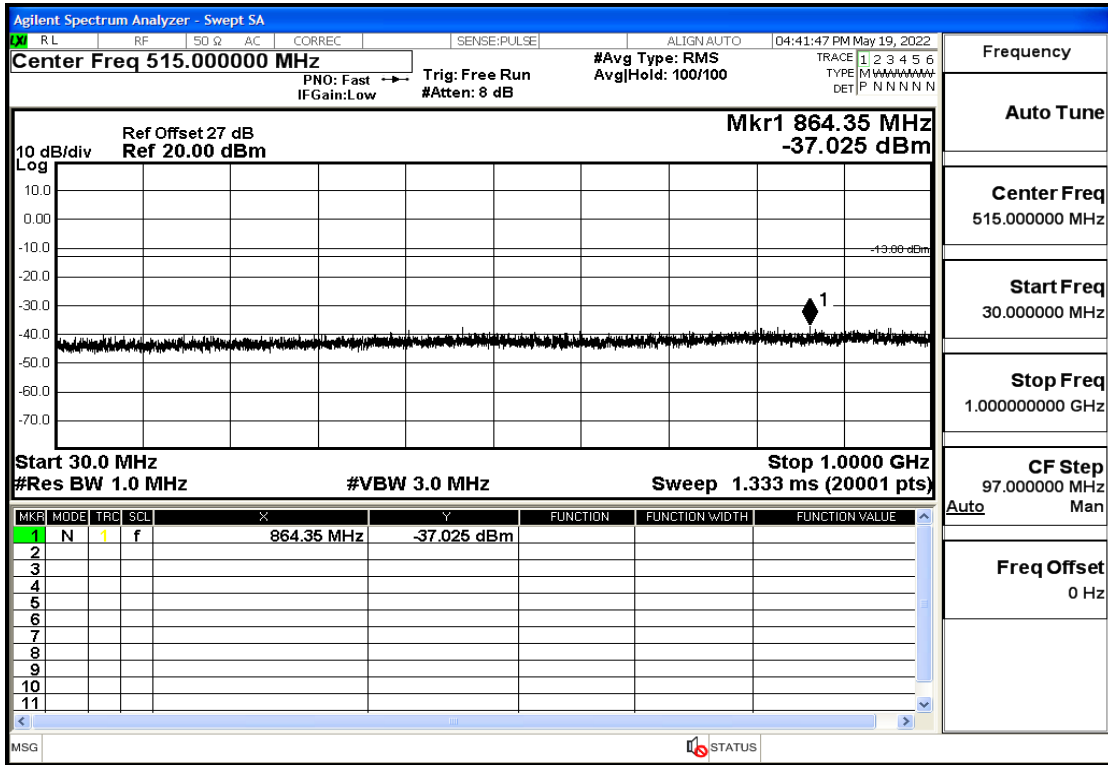 Agilent Spectrum Analyzer - Swept SA
LXI RL RF 50 Ω AC CORREC SENSE:PULSE ALIGN AUTO 04:41:47 PM May 19, 2022
Center Freq 515.000000 MHz
PNO: Fast
IFGain:Low
Trig: Free Run
#Atten: 8 dB
#Avg Type: RMS
Avg|Hold: 100/100
TRACE 1 2 3 4 5 6
TYPE M WWWWW
DET P N N N N N
Ref Offset 27 dB
10 dB/div Ref 20.00 dBm
Log
Mkr1 864.35 MHz
-37.025 dBm
10.0
0.00
-10.0
-13.00 dBm
-20.0
-30.0
1
-40.0
-50.0
-60.0
-70.0
Start 30.0 MHz Stop 1.0000 GHz
#Res BW 1.0 MHz #VBW 3.0 MHz Sweep 1.333 ms (20001 pts)
MKR MODE TRC SCL X Y FUNCTION FUNCTION WIDTH FUNCTION VALUE
1 N 1 f 864.35 MHz -37.025 dBm
2
3
4
5
6
7
8
9
10
11
MSG STATUS
Frequency
Auto Tune
Center Freq
515.000000 MHz
Start Freq
30.000000 MHz
Stop Freq
1.000000000 GHz
CF Step
97.000000 MHz
Auto Man
Freq Offset
0 Hz